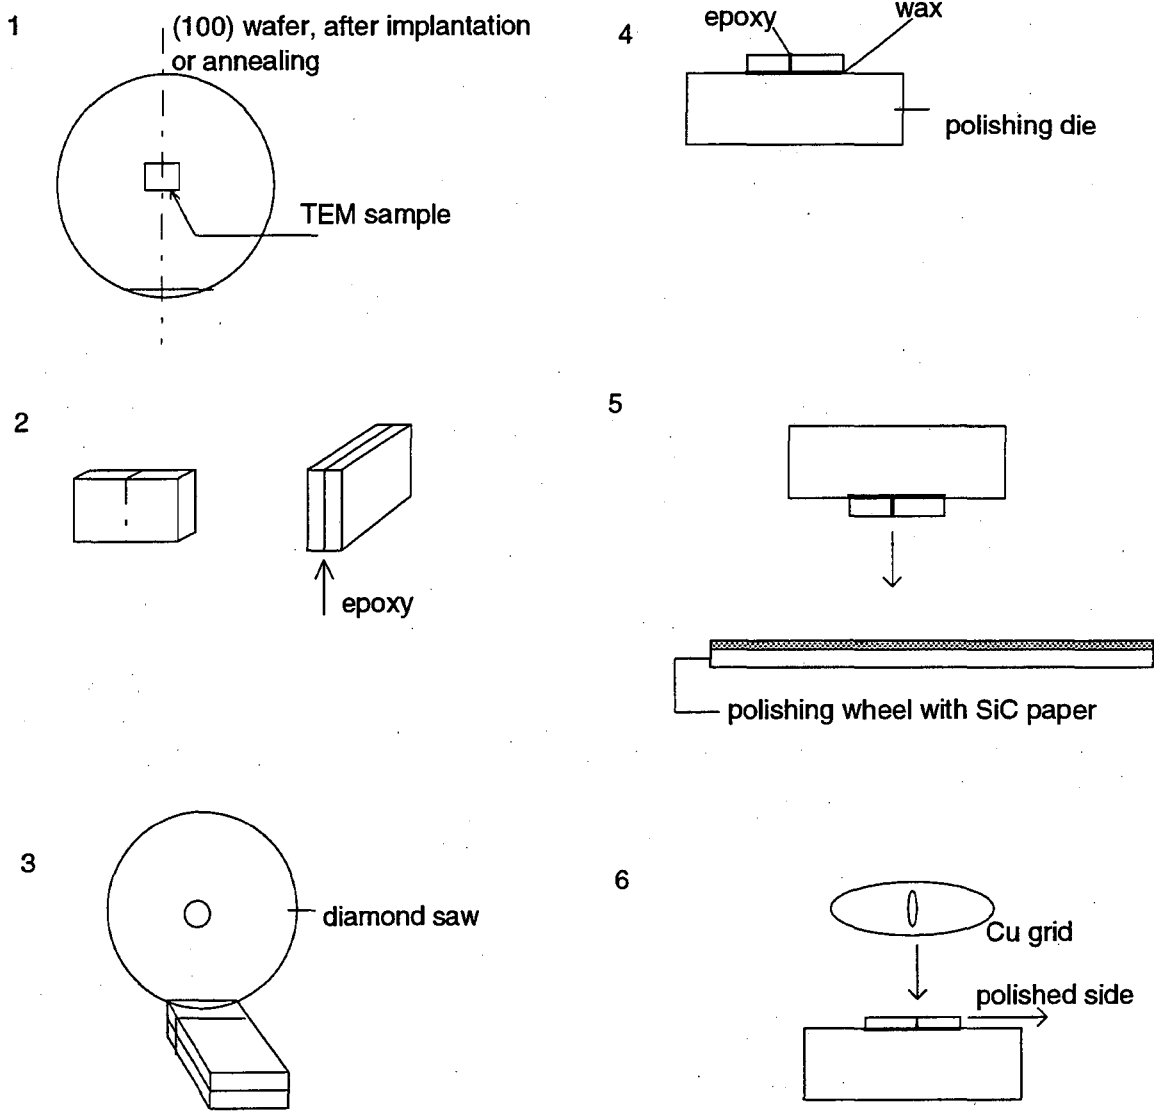 1
(100) wafer, after implantation
or annealing
TEM sample
2
epoxy
3
diamond saw
4
epoxy
wax
polishing die
5
polishing wheel with SiC paper
6
Cu grid
polished side